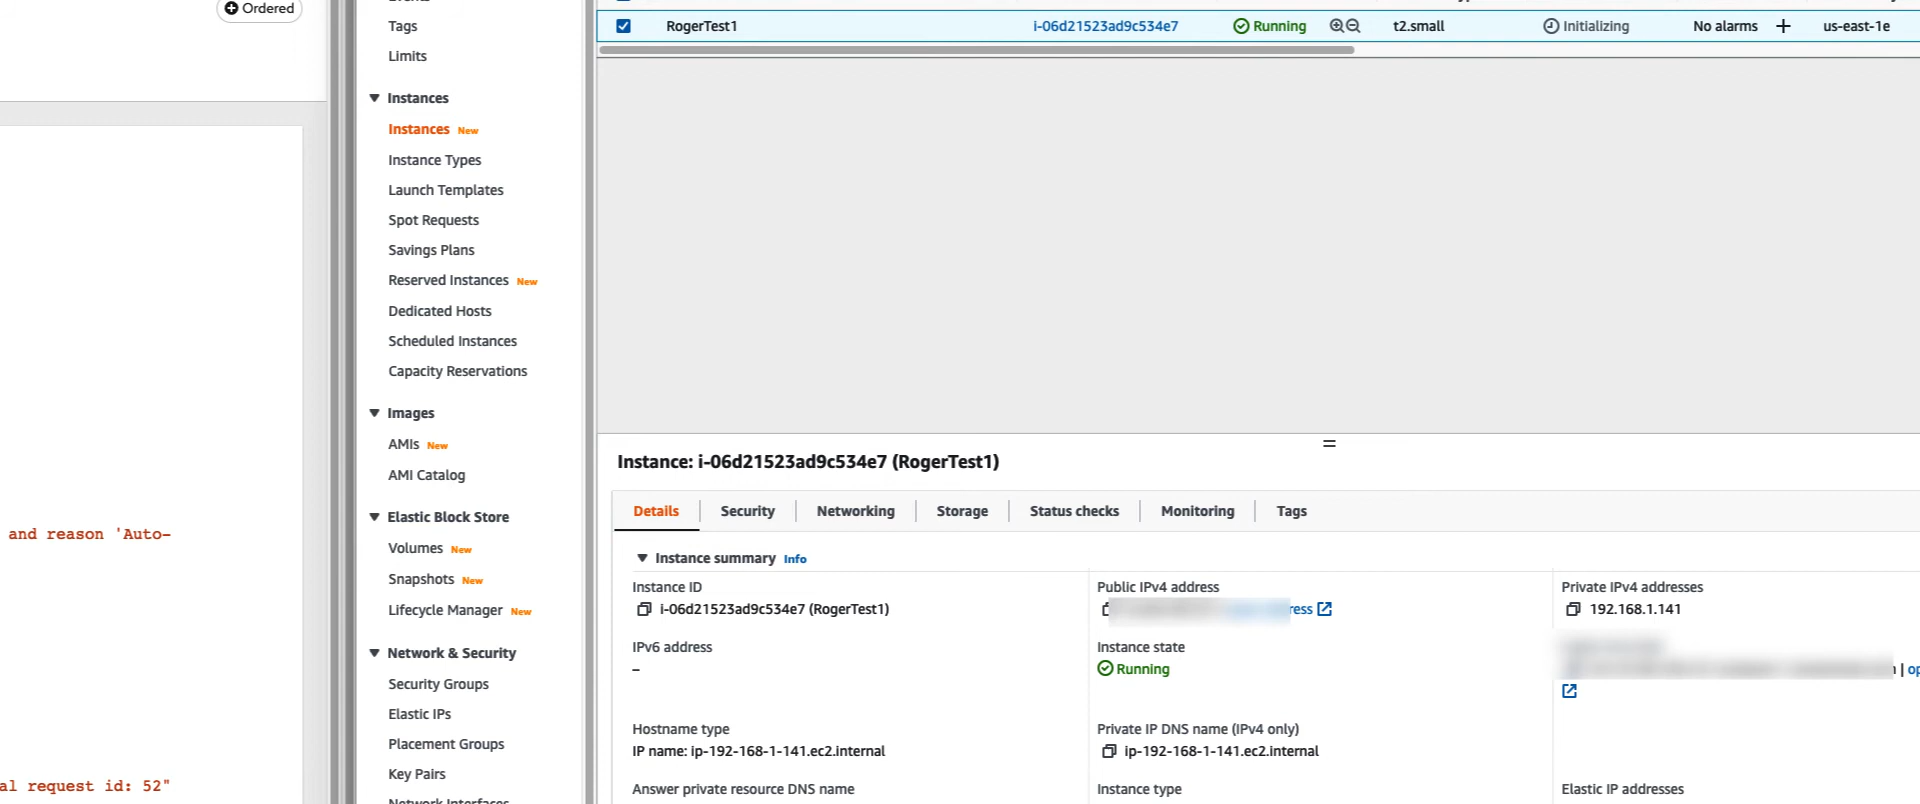 Ordered
and reason 'Auto-
al request id: 52"
Tags
Limits
Instances
Instances New
Instance Types
Launch Templates
Spot Requests
Savings Plans
Reserved Instances New
Dedicated Hosts
Scheduled Instances
Capacity Reservations
Images
AMIs New
AMI Catalog
Elastic Block Store
Volumes New
Snapshots New
Lifecycle Manager New
Network & Security
Security Groups
Elastic IPs
Placement Groups
Key Pairs
Network Interfaces
RogerTest1 i-06d21523ad9c534e7 Running t2.small Initializing No alarms + us-east-1e
Instance: i-06d21523ad9c534e7 (RogerTest1)
Details Security Networking Storage Status checks Monitoring Tags
Instance summary Info
Instance ID
i-06d21523ad9c534e7 (RogerTest1)
Public IPv4 address
ress
Private IPv4 addresses
192.168.1.141
IPv6 address
–
Instance state
Running
| op
Hostname type
IP name: ip-192-168-1-141.ec2.internal
Private IP DNS name (IPv4 only)
ip-192-168-1-141.ec2.internal
Answer private resource DNS name
Instance type
Elastic IP addresses